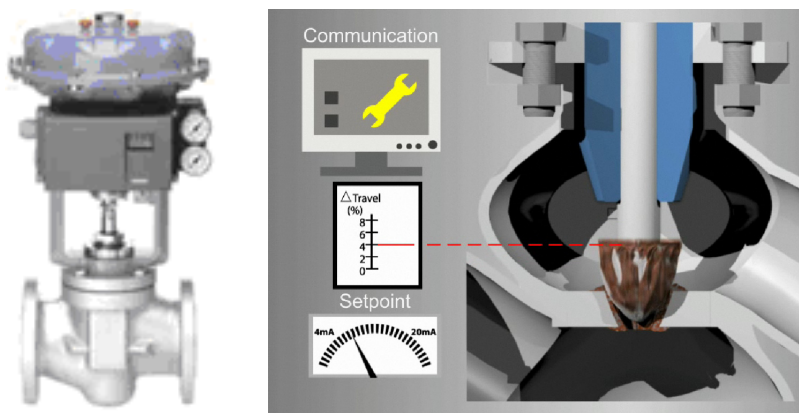 Communication
△ Travel
(%)
8
6
4
2
0
Setpoint
4mA
20mA